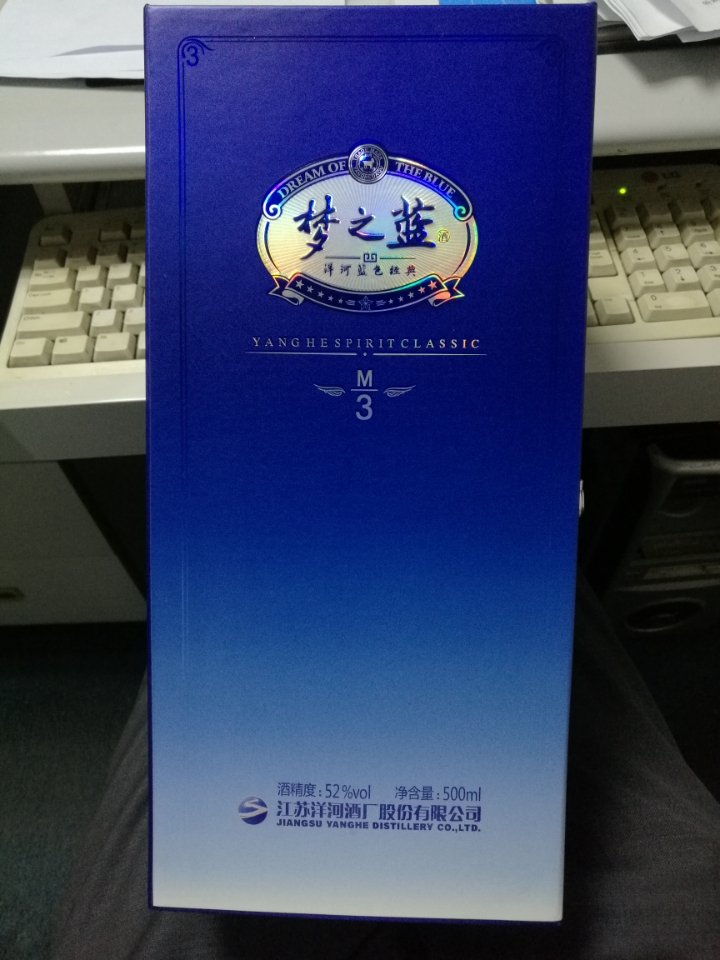 3
DREAM OF THE BLUE
梦之蓝
酒
洋河蓝色经典
YANGHE SPIRIT CLASSIC
M
3
酒精度:52%vol 净含量:500ml
江苏洋河酒厂股份有限公司
JIANGSU YANGHE DISTILLERY CO.,LTD.
LG